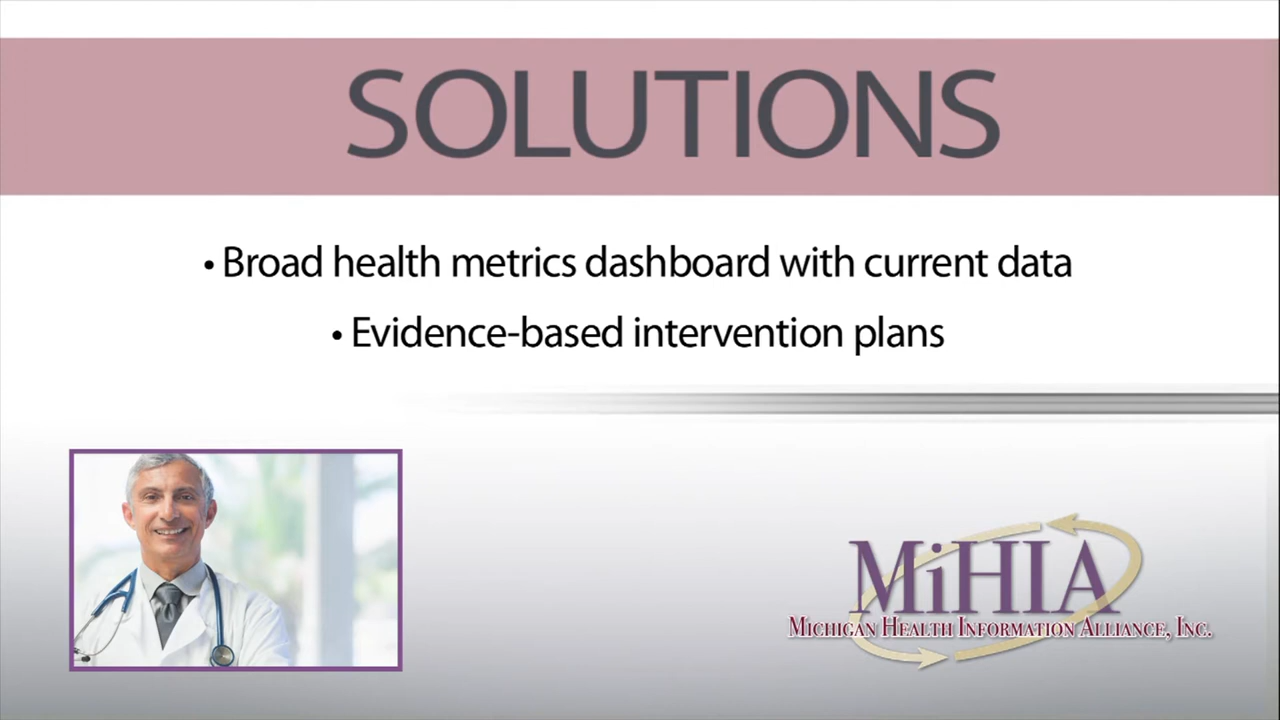 SOLUTIONS
• Broad health metrics dashboard with current data
• Evidence-based intervention plans
MiHIA
Michigan Health Information Alliance, Inc.